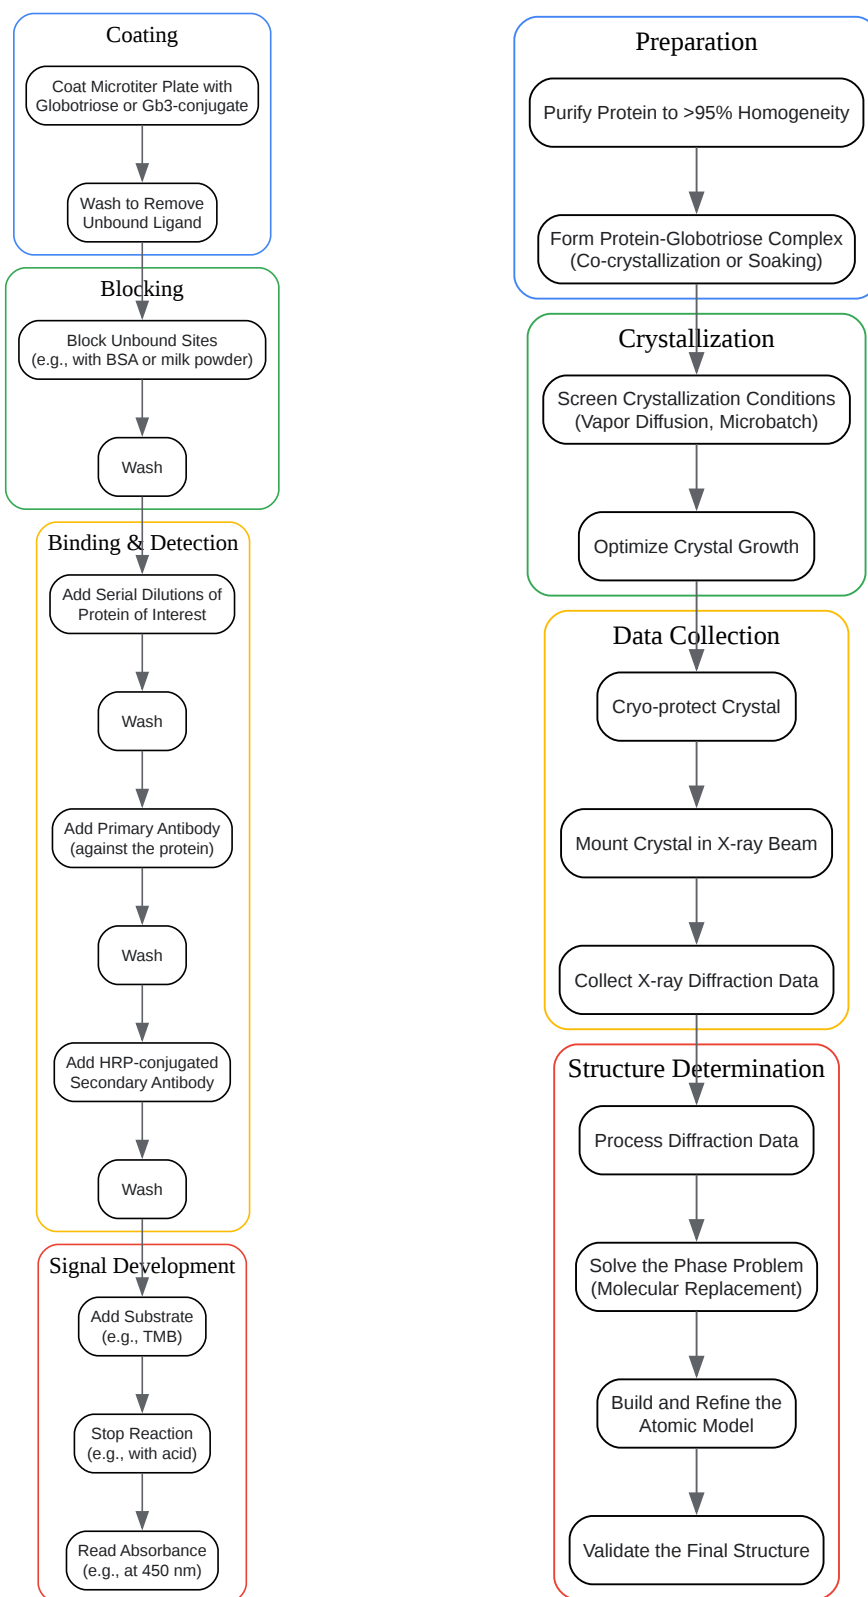 Coating
Coat Microtiter Plate with
Globotriose or Gb3-conjugate
Wash to Remove
Unbound Ligand
Blocking
Block Unbound Sites
(e.g., with BSA or milk powder)
Wash
Binding & Detection
Add Serial Dilutions of
Protein of Interest
Wash
Add Primary Antibody
(against the protein)
Wash
Add HRP-conjugated
Secondary Antibody
Wash
Signal Development
Add Substrate
(e.g., TMB)
Stop Reaction
(e.g., with acid)
Read Absorbance
(e.g., at 450 nm)
Preparation
Purify Protein to >95% Homogeneity
Form Protein-Globotriose Complex
(Co-crystallization or Soaking)
Crystallization
Screen Crystallization Conditions
(Vapor Diffusion, Microbatch)
Optimize Crystal Growth
Data Collection
Cryo-protect Crystal
Mount Crystal in X-ray Beam
Collect X-ray Diffraction Data
Structure Determination
Process Diffraction Data
Solve the Phase Problem
(Molecular Replacement)
Build and Refine the
Atomic Model
Validate the Final Structure